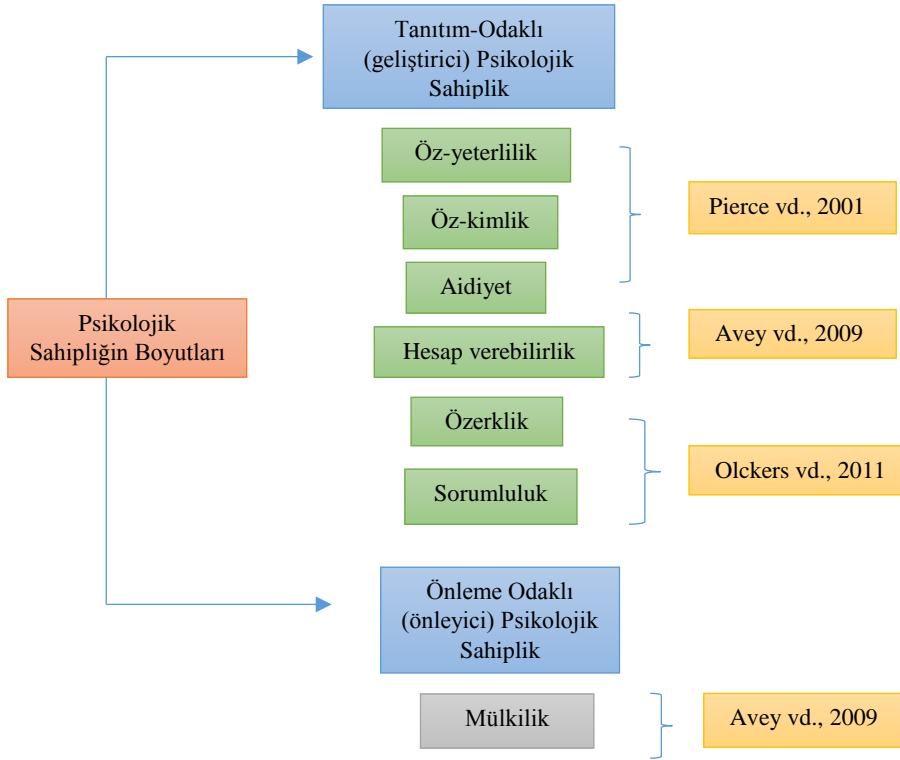 Tanıtım-Odaklı
(geliştirici) Psikolojik
Sahiplik
Öz-yeterlilik
Öz-kimlik
Pierce vd., 2001
Aidiyet
Psikolojik
Sahipliğin Boyutları
Hesap verebilirlik
Avey vd., 2009
Özerklik
Olckers vd., 2011
Sorumluluk
Önleme Odaklı
(önleyici) Psikolojik
Sahiplik
Mülkilik
Avey vd., 2009